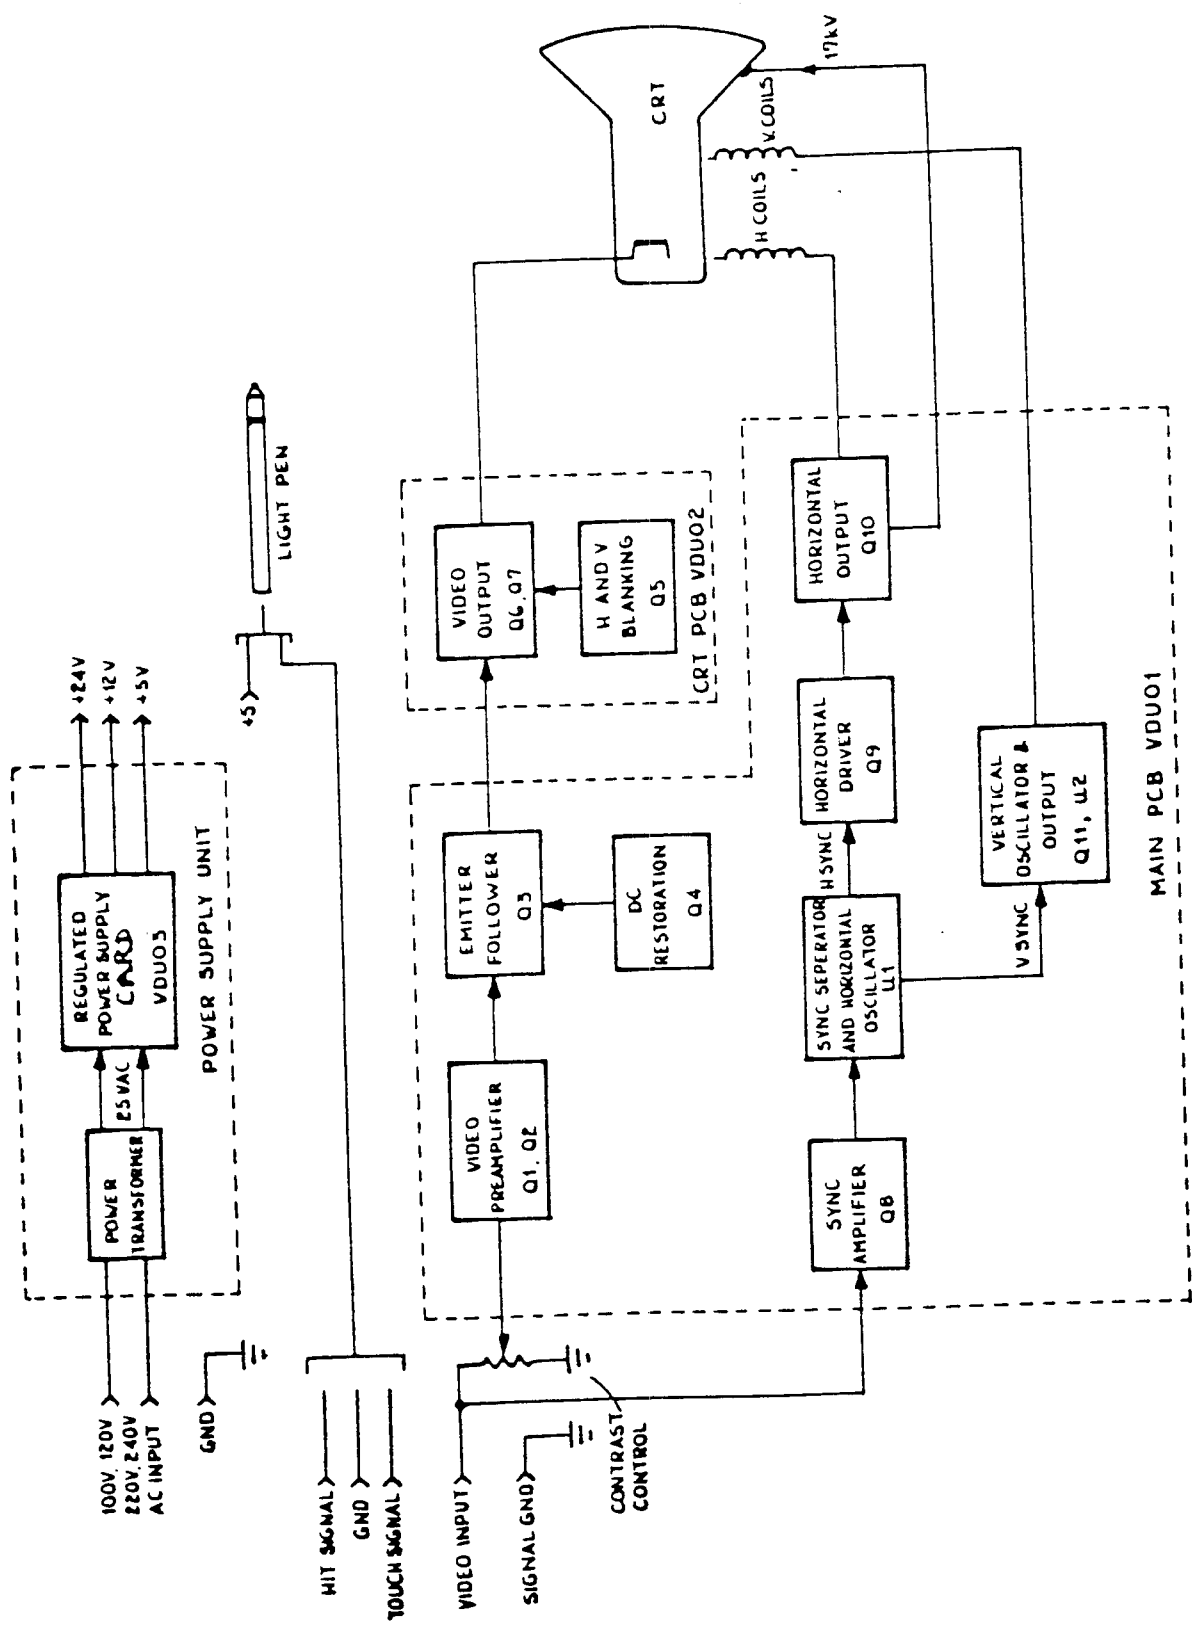 100V, 120V
220V, 240V
AC INPUT
GND
POWER
TRANSFORMER
25VAC
REGULATED
POWER SUPPLY
CARD
VDU03
+24V
+12V
+5V
POWER SUPPLY UNIT
HIT SIGNAL
GND
TOUCH SIGNAL
+5
LIGHT PEN
VIDEO INPUT
SIGNAL GND
CONTRAST
CONTROL
VIDEO
PREAMPLIFIER
Q1, Q2
EMITTER
FOLLOWER
Q3
DC
RESTORATION
Q4
VIDEO
OUTPUT
Q6, Q7
H AND V
BLANKING
Q5
CRT PCB VDU02
SYNC
AMPLIFIER
Q8
SYNC SEPERATOR
AND HORIZONTAL
OSCILLATOR
U1
HSYNC
HORIZONTAL
DRIVER
Q9
HORIZONTAL
OUTPUT
Q10
VSYNC
VERTICAL
OSCILLATOR &
OUTPUT
Q11, U2
MAIN PCB VDU01
CRT
H COILS
V. COILS
17kV